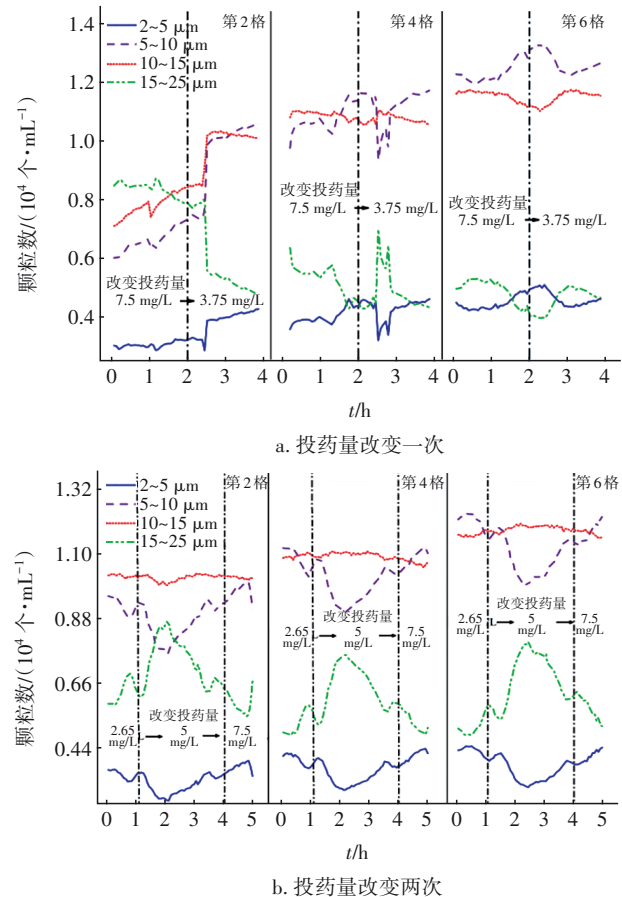 2~5 μm
5~10 μm
10~15 μm
15~25 μm
第2格
第4格
第6格
1.4
1.2
1.0
0.8
0.6
0.4
颗粒数/(10⁴ 个·mL⁻¹)
改变投药量
7.5 mg/L
3.75 mg/L
改变投药量
7.5 mg/L
3.75 mg/L
改变投药量
7.5 mg/L
3.75 mg/L
0 1 2 3 4 0 1 2 3 4 0 1 2 3 4
t/h
a. 投药量改变一次
2~5 μm
5~10 μm
10~15 μm
15~25 μm
第2格
第4格
第6格
1.32
1.10
0.88
0.66
0.44
颗粒数/(10⁴ 个·mL⁻¹)
改变投药量
2.65 5 7.5
mg/L mg/L mg/L
改变投药量
2.65 5 7.5
mg/L mg/L mg/L
改变投药量
2.65 5 7.5
mg/L mg/L mg/L
0 1 2 3 4 5 0 1 2 3 4 5 0 1 2 3 4 5
t/h
b. 投药量改变两次